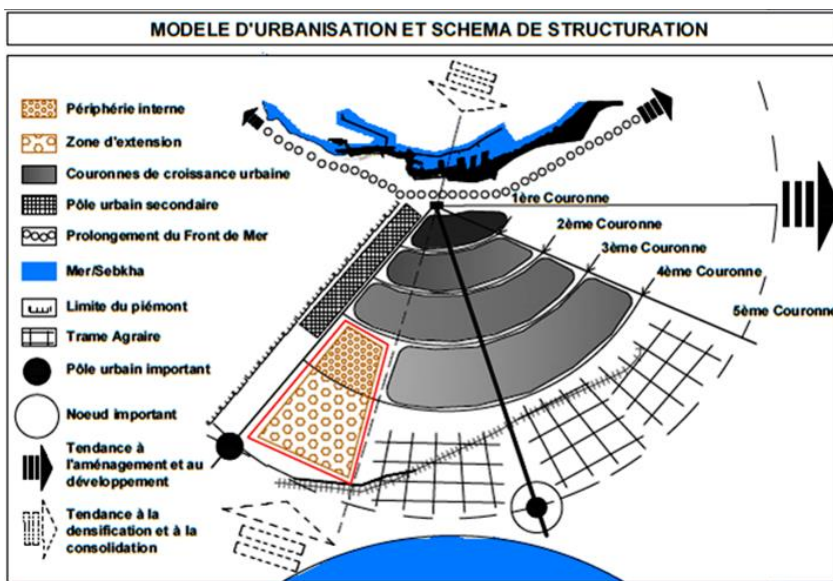 MODELE D'URBANISATION ET SCHEMA DE STRUCTURATION
Périphérie interne
Zone d'extension
Couronnes de croissance urbaine
Pôle urbain secondaire
Prolongement du Front de Mer
Mer/Sebkha
Limite du piémont
Trame Agraire
Pôle urbain important
Noeud important
Tendance à
l'aménagement et au
développement
Tendance à la
densification et à la
consolidation
1ère Couronne
2ème Couronne
3ème Couronne
4ème Couronne
5ème Couronne